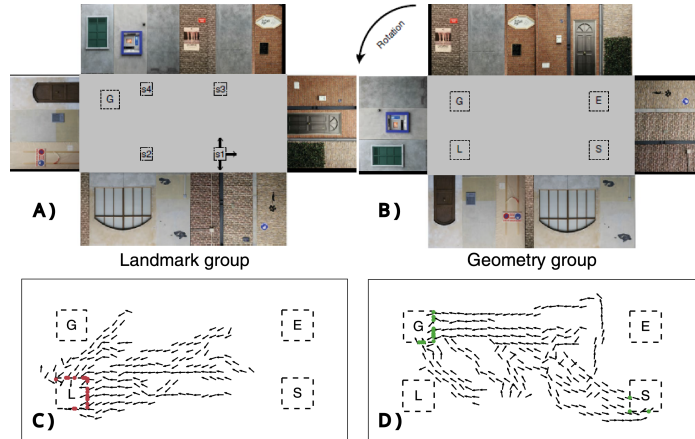 Rotation
s4
s3
G
s2
s1
G
E
L
S
A)
B)
Landmark group
Geometry group
G
E
L
S
C)
G
E
L
S
D)